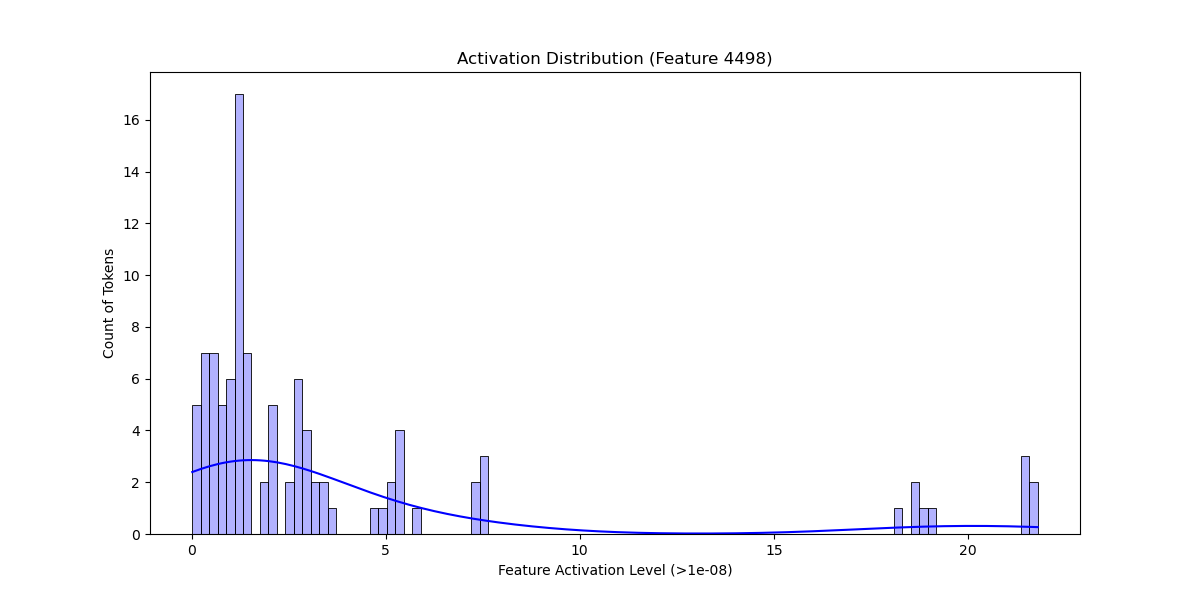 Activation Distribution (Feature 4498)
16
14
12
10
8
6
4
2
0
Count of Tokens
0 5 10 15 20
Feature Activation Level (>1e-08)